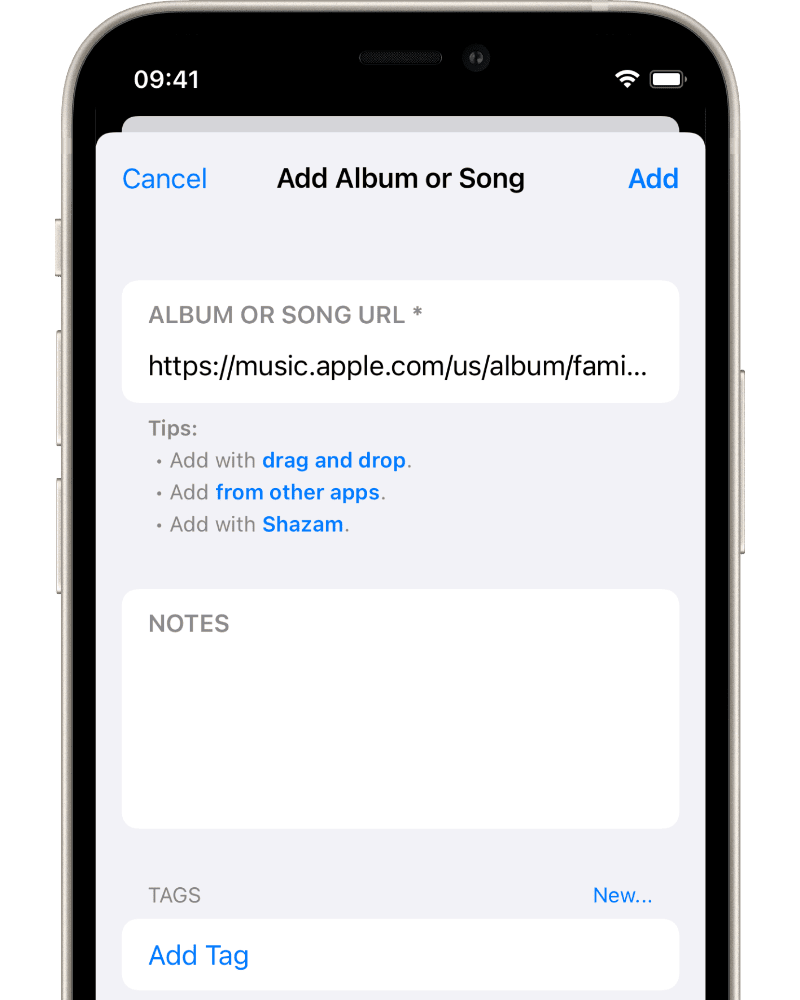 09:41
Cancel Add Album or Song Add
ALBUM OR SONG URL *
https://music.apple.com/us/album/fami...
Tips:
• Add with drag and drop.
• Add from other apps.
• Add with Shazam.
NOTES
TAGS New...
Add Tag